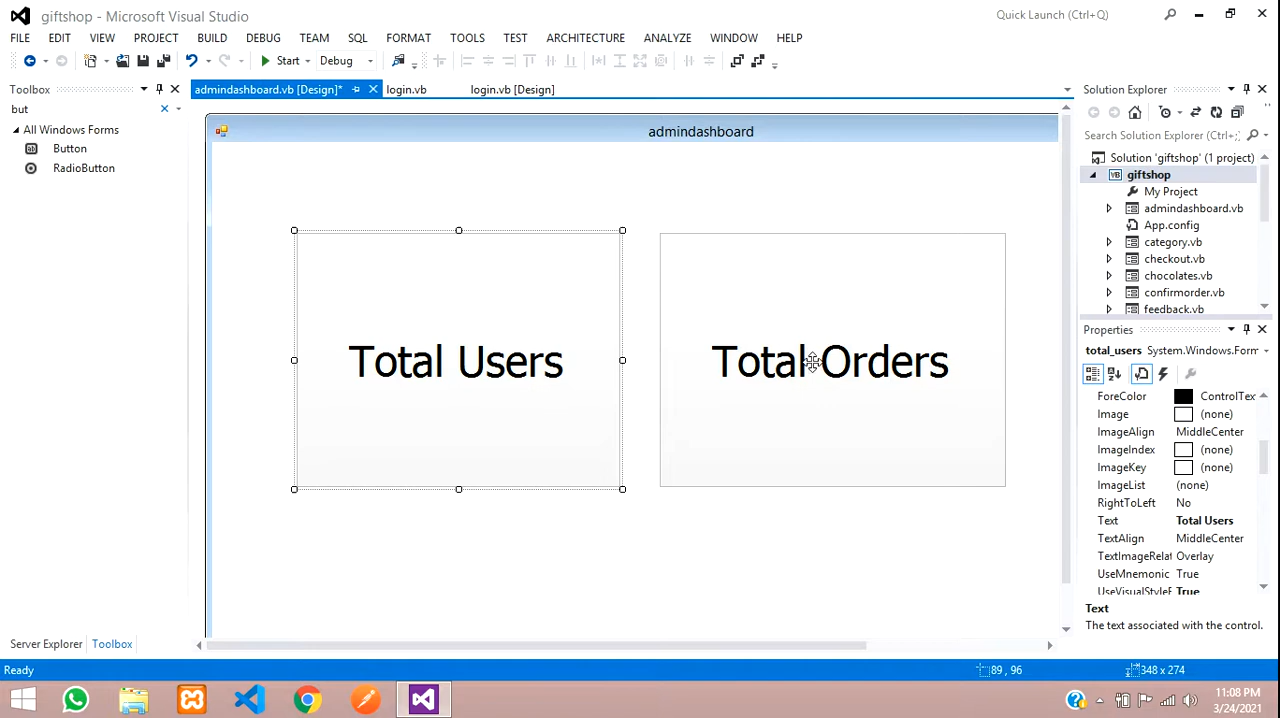 giftshop - Microsoft Visual Studio
Quick Launch (Ctrl+Q)
FILE EDIT VIEW PROJECT BUILD DEBUG TEAM SQL FORMAT TOOLS TEST ARCHITECTURE ANALYZE WINDOW HELP
Start Debug
Toolbox
admindashboard.vb [Design]* login.vb login.vb [Design]
Solution Explorer
but
All Windows Forms
Button
RadioButton
admindashboard
Total Users
Total Orders
Search Solution Explorer (Ctrl+;)
Solution 'giftshop' (1 project)
giftshop
My Project
admindashboard.vb
App.config
category.vb
checkout.vb
chocolates.vb
confirmorder.vb
feedback.vb
Properties
total_users System.Windows.Form
ForeColor ControlTex
Image (none)
ImageAlign MiddleCenter
ImageIndex (none)
ImageKey (none)
ImageList (none)
RightToLeft No
Text Total Users
TextAlign MiddleCenter
TextImageRelat Overlay
UseMnemonic True
UseVisualStyleE True
Text
The text associated with the control.
Server Explorer Toolbox
Ready
89 , 96
348 x 274
11:08 PM
3/24/2021